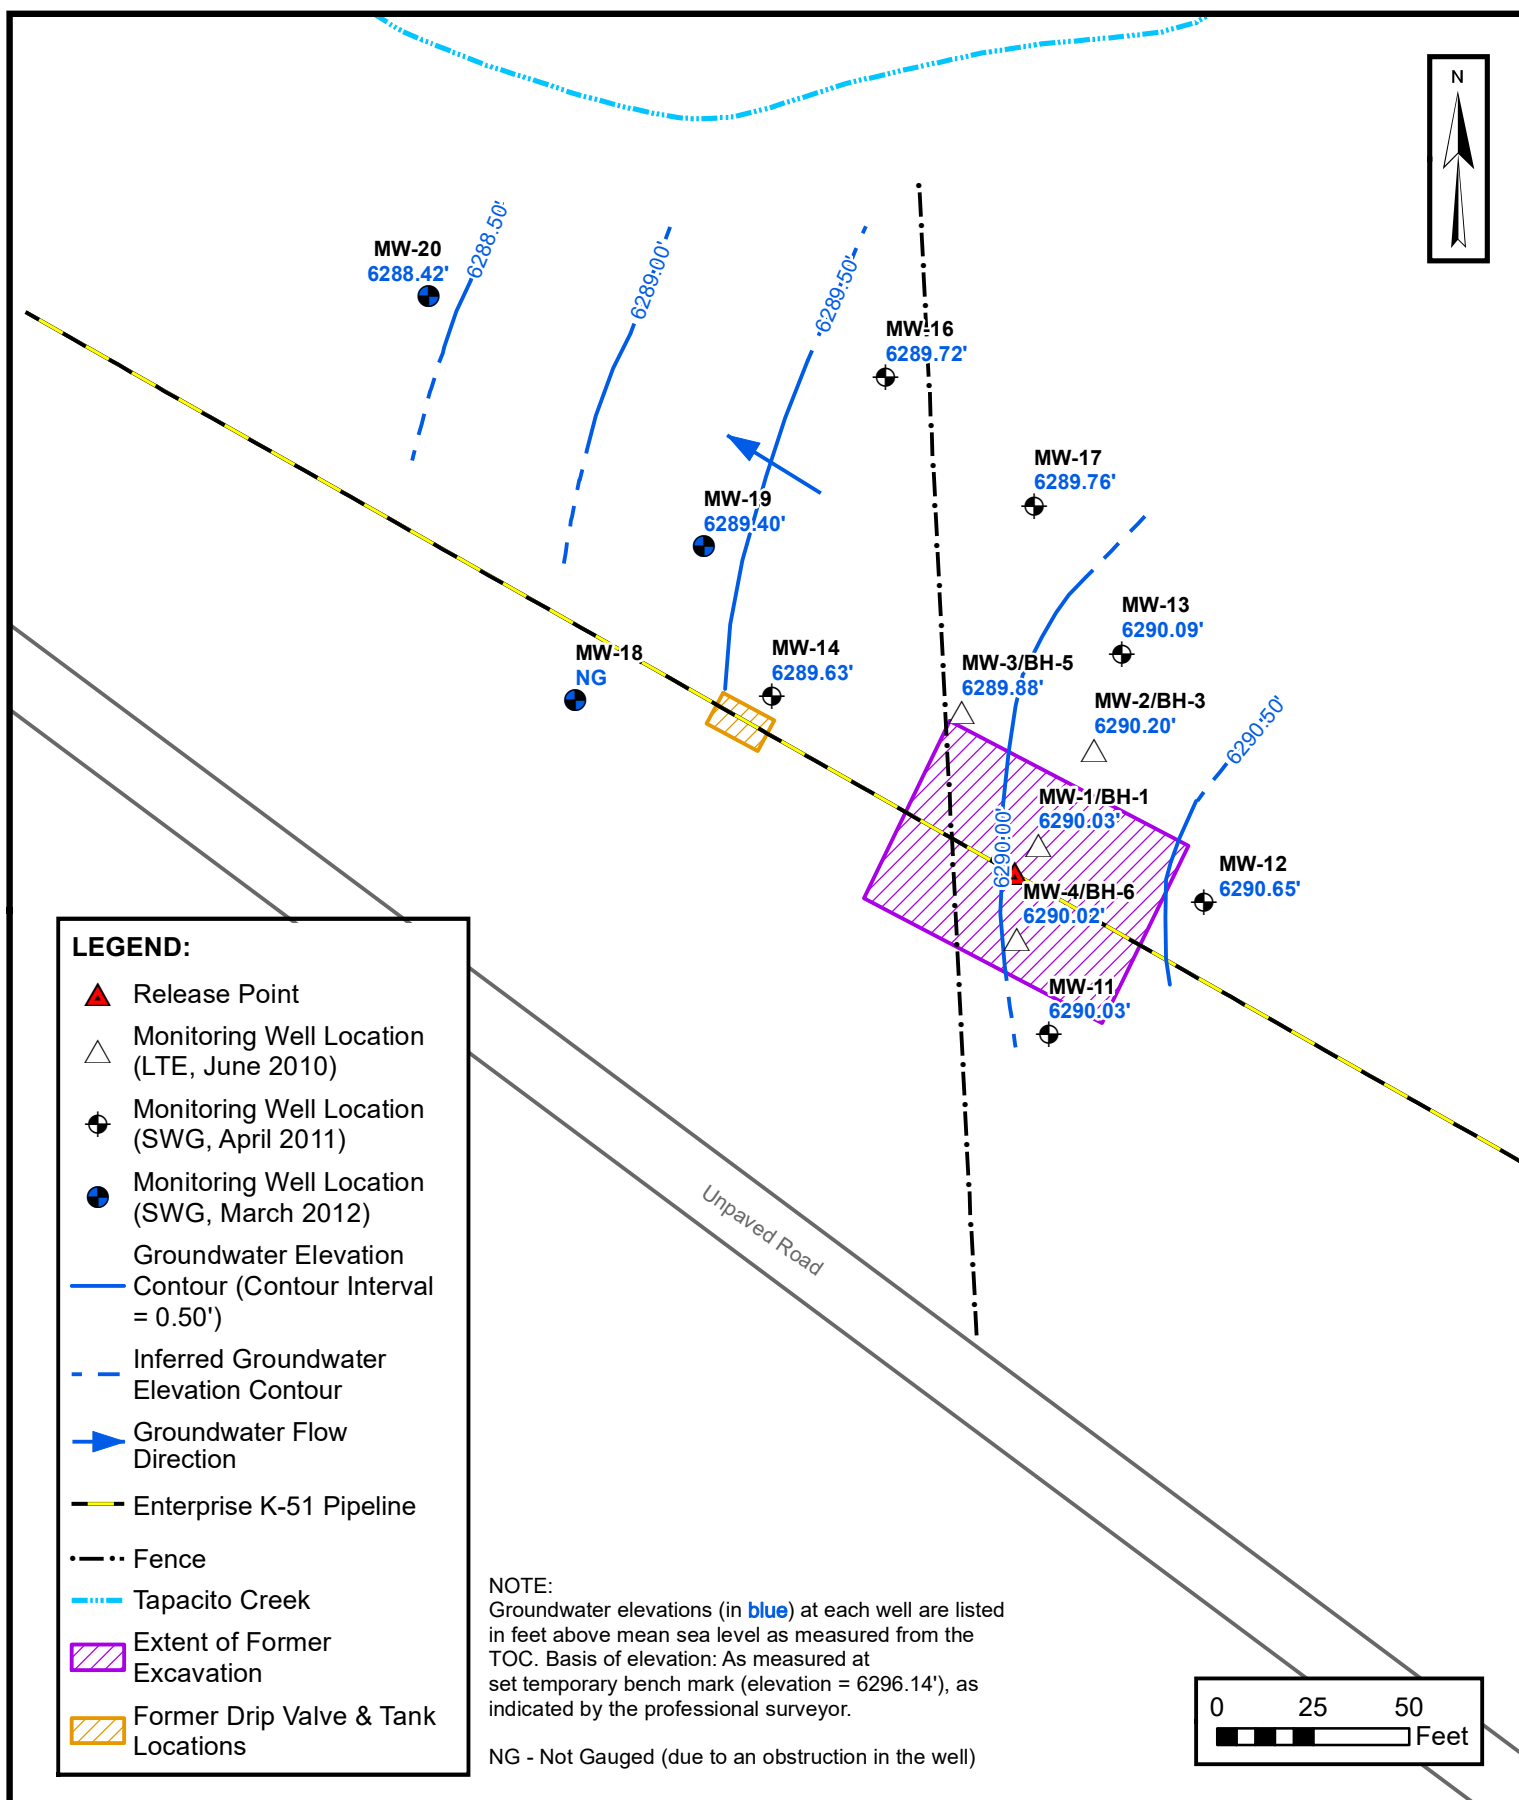 N
MW-20
6288.42'
6288.50'
6289.00'
6289.50'
MW-16
6289.72'
MW-17
6289.76'
MW-19
6289.40'
MW-13
6290.09'
MW-18
NG
MW-14
6289.63'
MW-3/BH-5
6289.88'
MW-2/BH-3
6290.20'
6290.50'
MW-1/BH-1
6290.03'
6290.00'
MW-12
6290.65'
MW-4/BH-6
6290.02'
MW-11
6290.03'
Unpaved Road
LEGEND:
Release Point
Monitoring Well Location
(LTE, June 2010)
Monitoring Well Location
(SWG, April 2011)
Monitoring Well Location
(SWG, March 2012)
Groundwater Elevation
Contour (Contour Interval
= 0.50')
Inferred Groundwater
Elevation Contour
Groundwater Flow
Direction
Enterprise K-51 Pipeline
Fence
Tapacito Creek
Extent of Former
Excavation
Former Drip Valve & Tank
Locations
NOTE:
Groundwater elevations (in blue) at each well are listed
in feet above mean sea level as measured from the
TOC. Basis of elevation: As measured at
set temporary bench mark (elevation = 6296.14'), as
indicated by the professional surveyor.
NG - Not Gauged (due to an obstruction in the well)
0 25 50
Feet